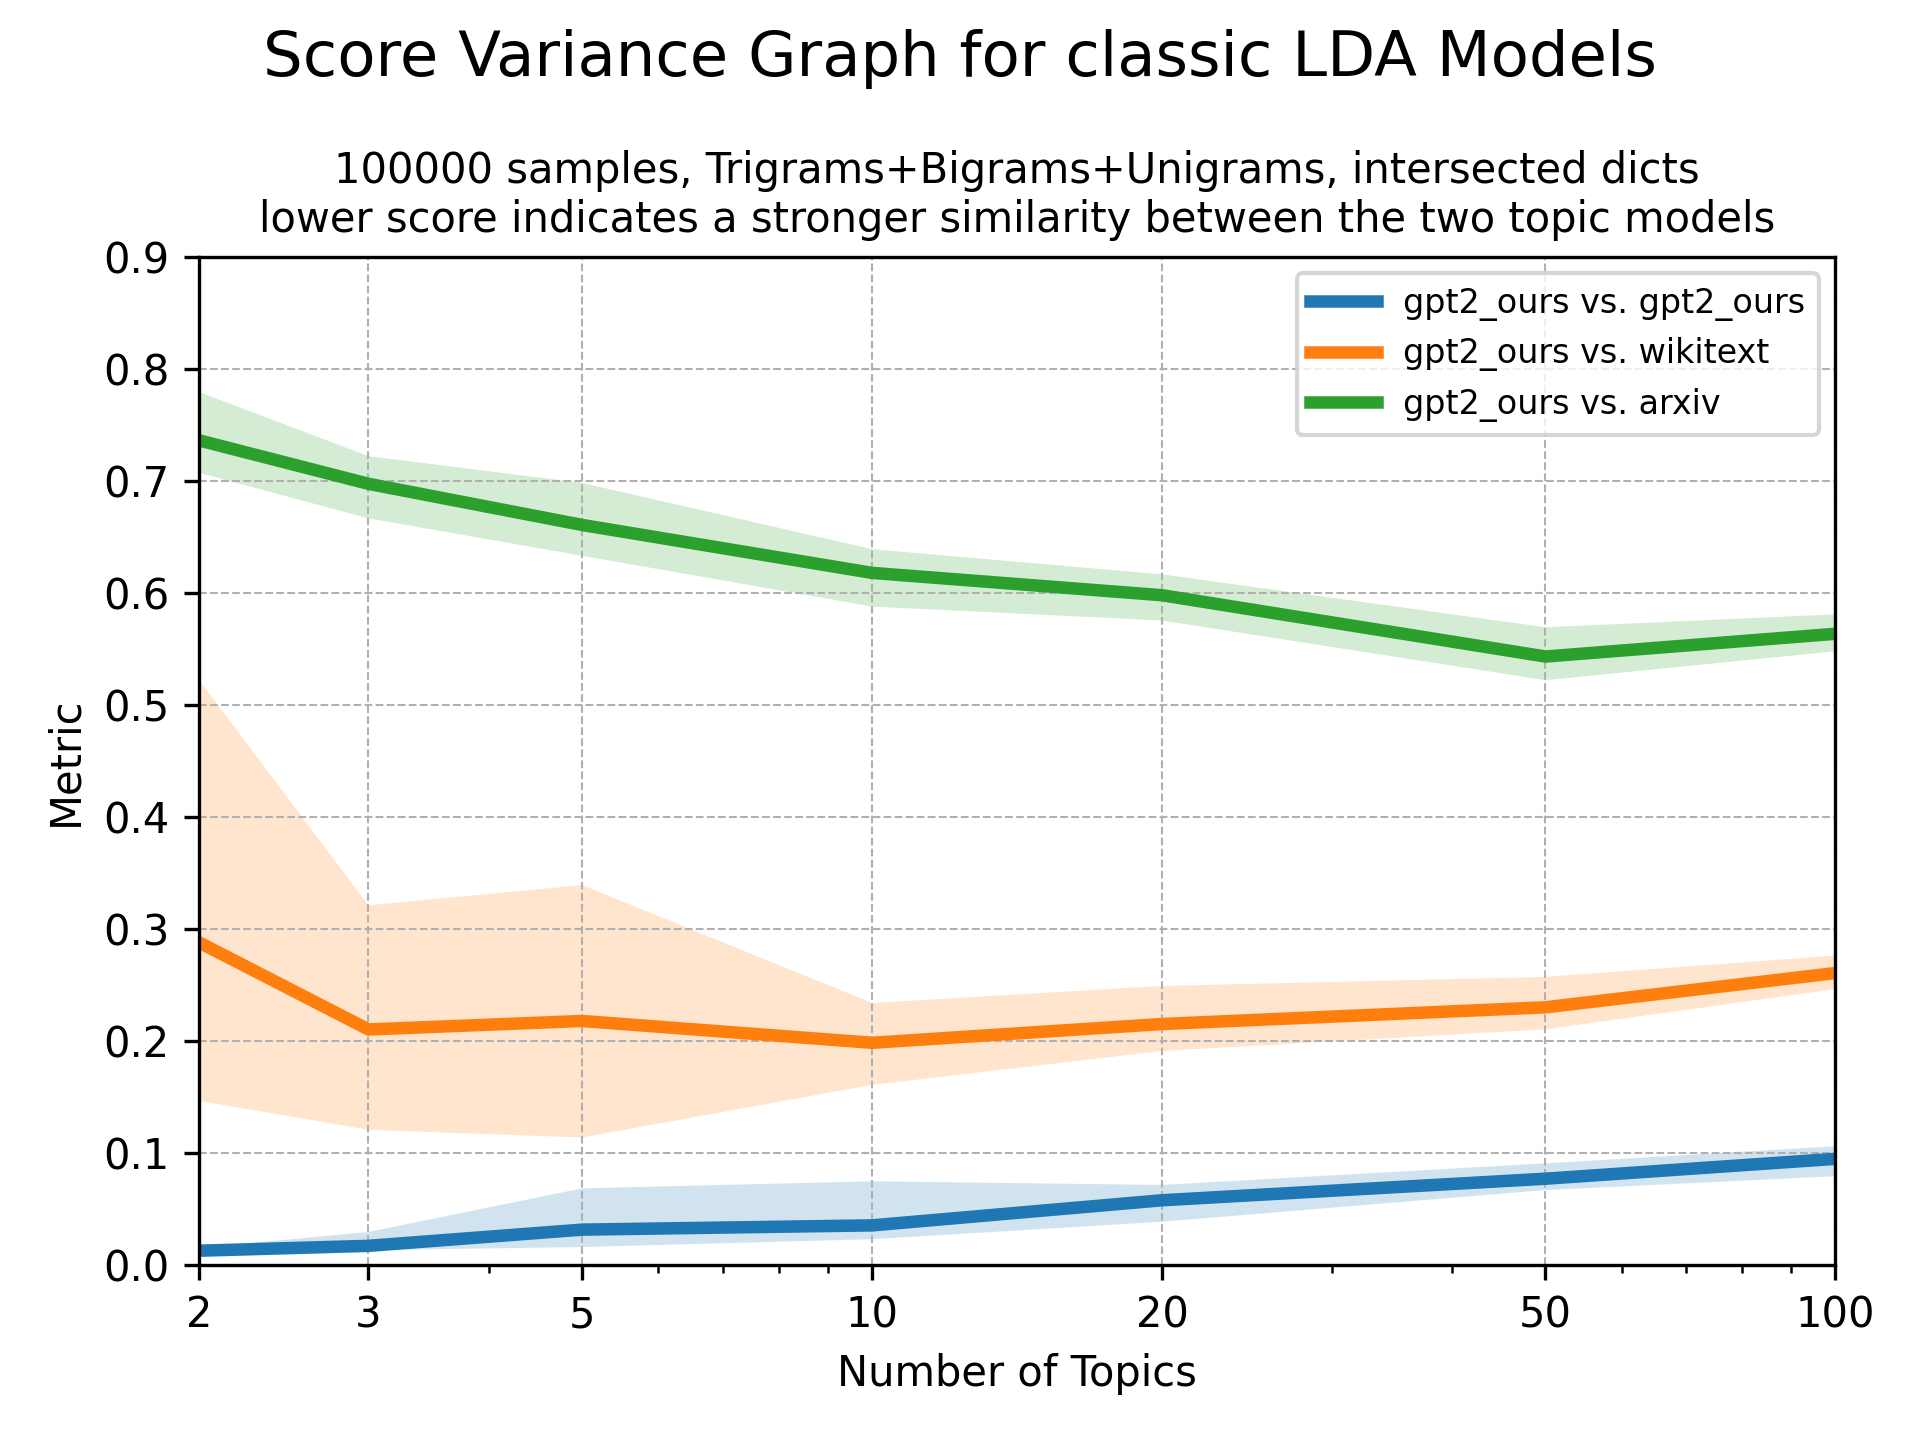 Score Variance Graph for classic LDA Models
100000 samples, Trigrams+Bigrams+Unigrams, intersected dicts
lower score indicates a stronger similarity between the two topic models
gpt2_ours vs. gpt2_ours
gpt2_ours vs. wikitext
gpt2_ours vs. arxiv
Metric
0.9
0.8
0.7
0.6
0.5
0.4
0.3
0.2
0.1
0.0
2 3 5 10 20 50 100
Number of Topics